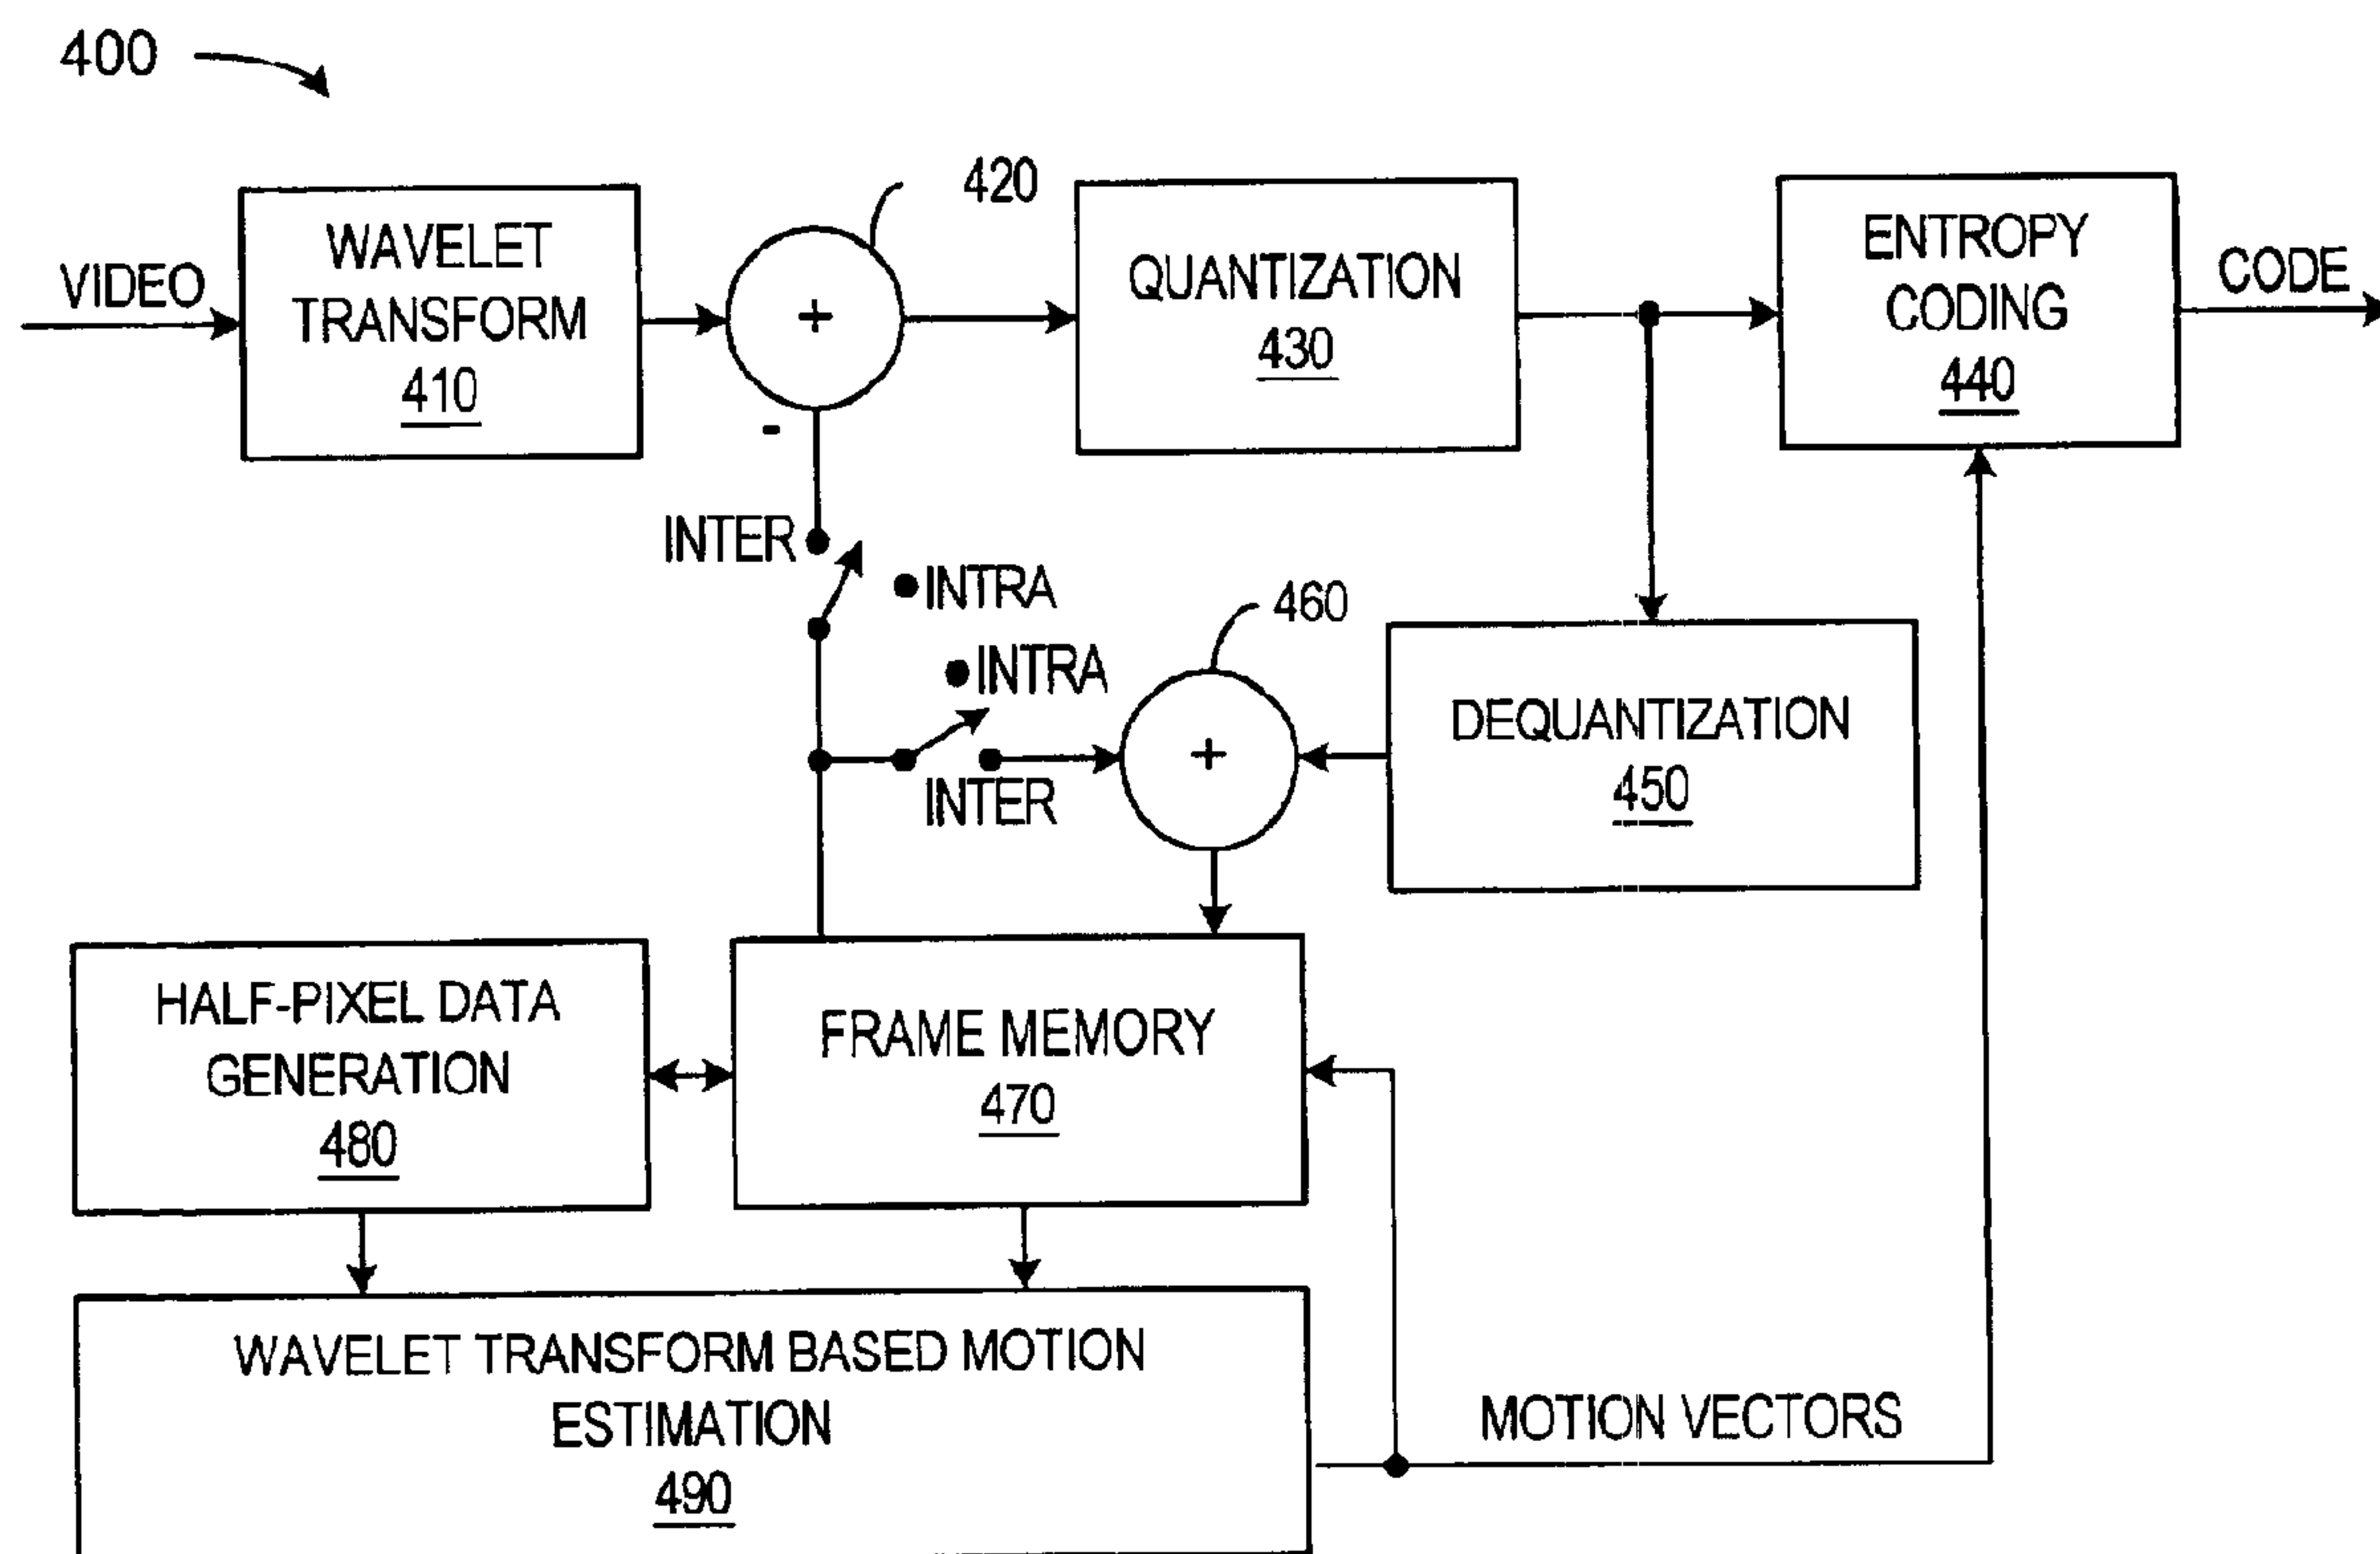 400
420
WAVELET
TRANSFORM
410
VIDEO
+
QUANTIZATION
430
ENTROPY
CODING
440
CODE
-
INTER
INTRA
INTRA
INTER
460
+
DEQUANTIZATION
450
HALF-PIXEL DATA
GENERATION
480
FRAME MEMORY
470
WAVELET TRANSFORM BASED MOTION
ESTIMATION
490
MOTION VECTORS